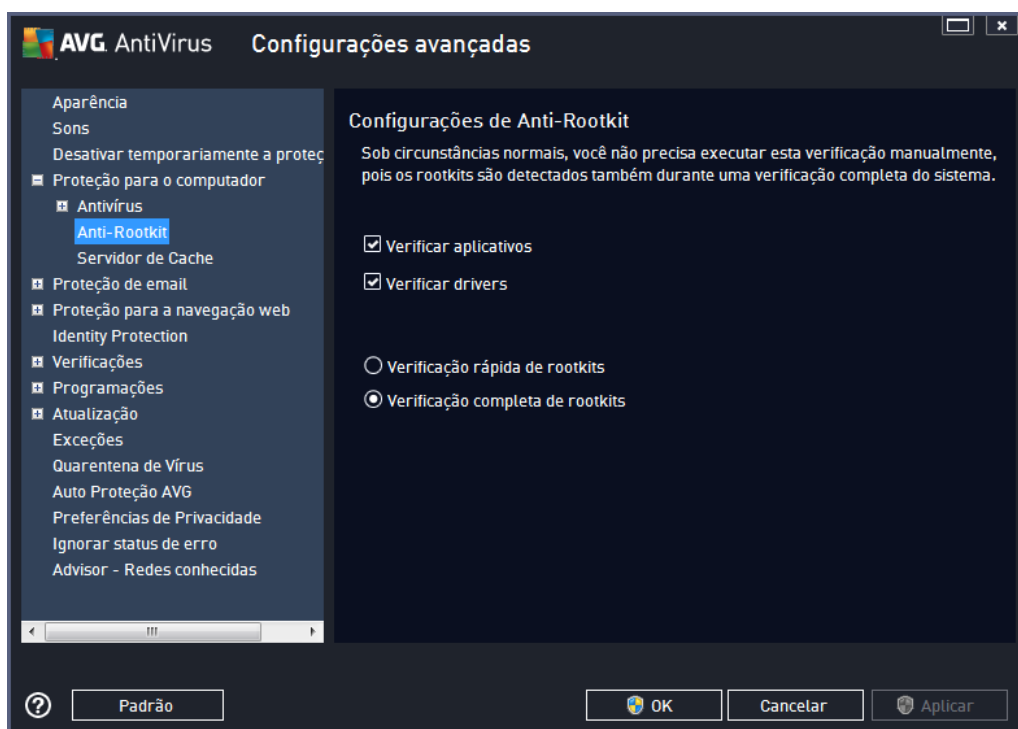 AVG AntiVirus Configurações avançadas
Aparência
Sons
Desativar temporariamente a proteç
Proteção para o computador
Antivírus
Anti-Rootkit
Servidor de Cache
Proteção de email
Proteção para a navegação web
Identity Protection
Verificações
Programações
Atualização
Exceções
Quarentena de Vírus
Auto Proteção AVG
Preferências de Privacidade
Ignorar status de erro
Advisor - Redes conhecidas
Configurações de Anti-Rootkit
Sob circunstâncias normais, você não precisa executar esta verificação manualmente,
pois os rootkits são detectados também durante uma verificação completa do sistema.
Verificar aplicativos
Verificar drivers
Verificação rápida de rootkits
Verificação completa de rootkits
Padrão
OK
Cancelar
Aplicar